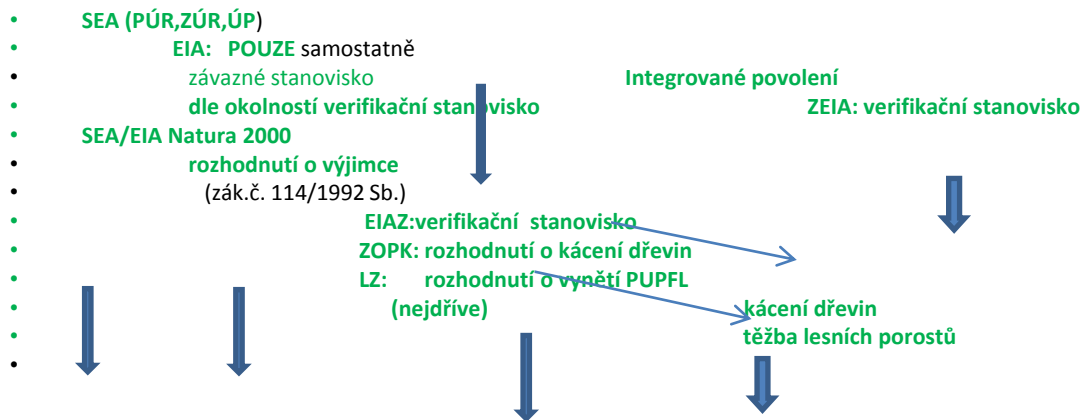 SEA (PÚR,ZÚR,ÚP)
EIA: POUZE samostatně
závazné stanovisko Integrované povolení
dle okolností verifikační stanovisko ZEIA: verifikační stanovisko
SEA/EIA Natura 2000
rozhodnutí o výjimce
(zák.č. 114/1992 Sb.)
EIAZ:verifikační stanovisko
ZOPK: rozhodnutí o kácení dřevin
LZ: rozhodnutí o vynětí PUPFL
(nejdříve) kácení dřevin
těžba lesních porostů